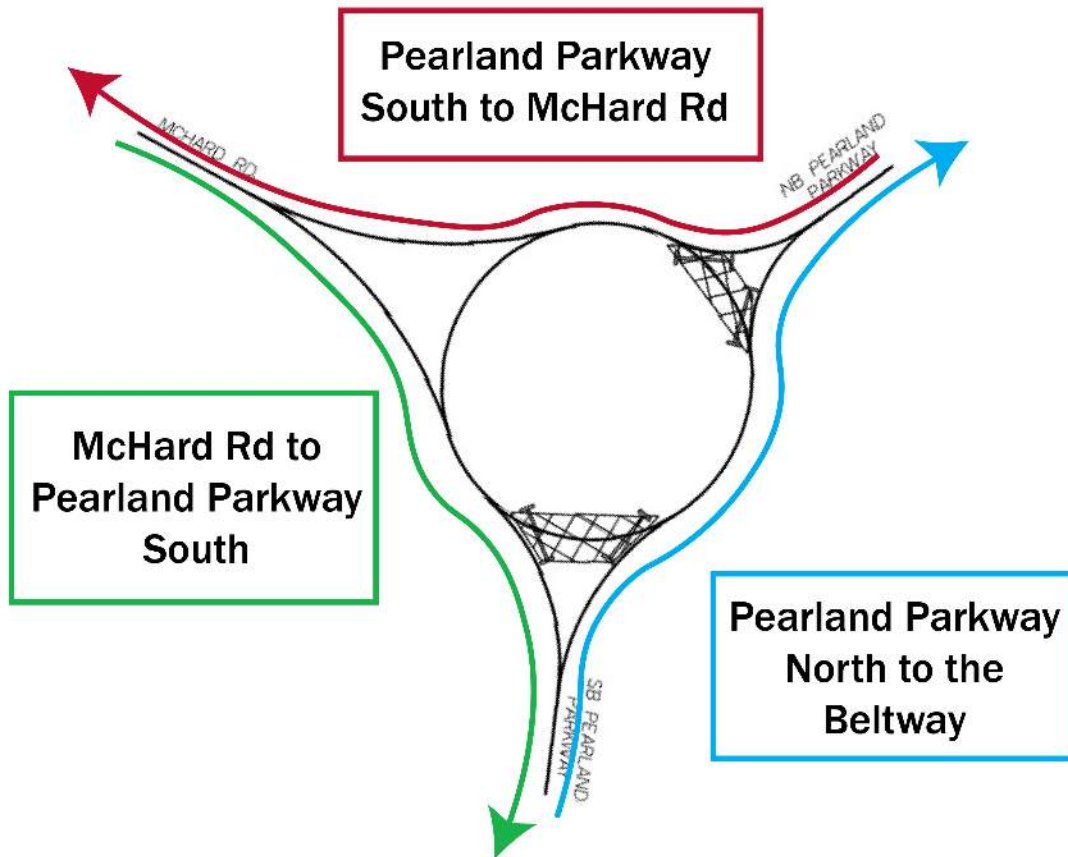 Pearland Parkway
South to McHard Rd
MCHARD RD.
NB PEARLAND
PARKWAY
McHard Rd to
Pearland Parkway
South
Pearland Parkway
North to the
Beltway
SB PEARLAND
PARKWAY